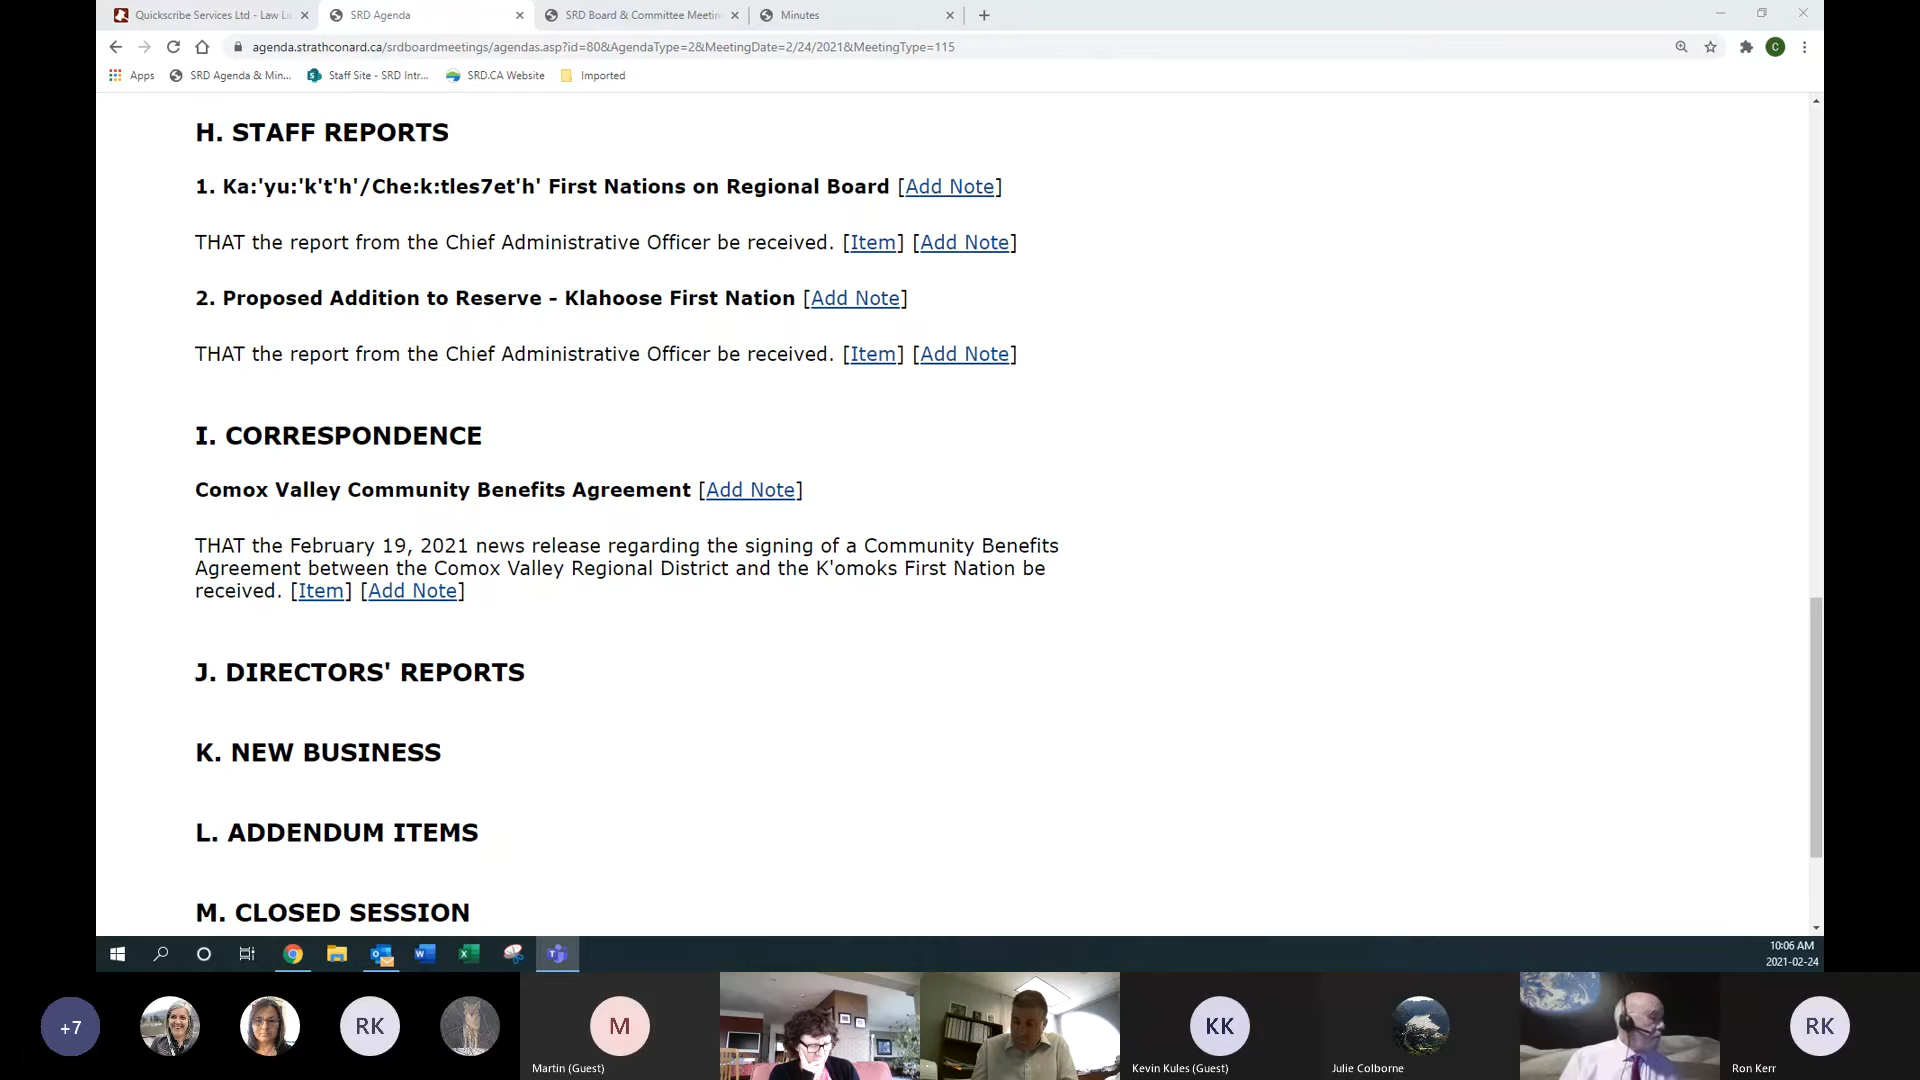 Quickscribe Services Ltd - Law Li
SRD Agenda
SRD Board & Committee Meetin
Minutes
agenda.strathconard.ca/srdboardmeetings/agendas.asp?id=80&AgendaType=2&MeetingDate=2/24/2021&MeetingType=115
C
Apps
SRD Agenda & Min...
Staff Site - SRD Intr...
SRD.CA Website
Imported
H. STAFF REPORTS
1. Ka:'yu:'k't'h'/Che:k:tles7et'h' First Nations on Regional Board [Add Note]
THAT the report from the Chief Administrative Officer be received. [Item] [Add Note]
2. Proposed Addition to Reserve - Klahoose First Nation [Add Note]
THAT the report from the Chief Administrative Officer be received. [Item] [Add Note]
I. CORRESPONDENCE
Comox Valley Community Benefits Agreement [Add Note]
THAT the February 19, 2021 news release regarding the signing of a Community Benefits
Agreement between the Comox Valley Regional District and the K'omoks First Nation be
received. [Item] [Add Note]
J. DIRECTORS' REPORTS
K. NEW BUSINESS
L. ADDENDUM ITEMS
M. CLOSED SESSION
10:06 AM
2021-02-24
+7
RK
M
KK
RK
Martin (Guest)
Kevin Kules (Guest)
Julie Colborne
Ron Kerr